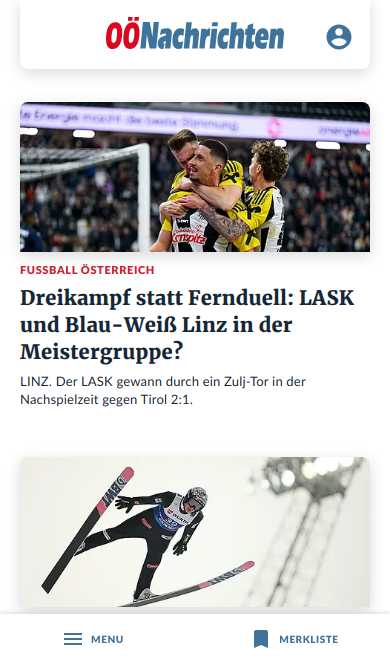 OÖNachrichten
FUSSBALL ÖSTERREICH
Dreikampf statt Fernduell: LASK
und Blau-Weiß Linz in der
Meistergruppe?
LINZ. Der LASK gewann durch ein Zulj-Tor in der
Nachspielzeit gegen Tirol 2:1.
MENU
MERKLISTE